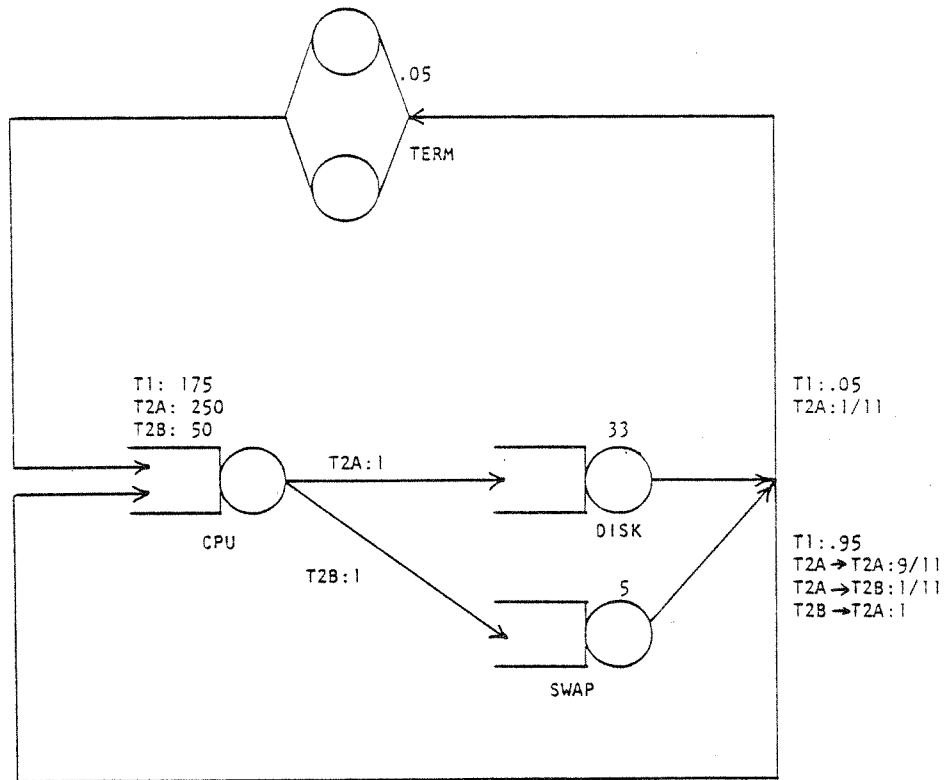 .05
TERM
T1: 175
T2A: 250
T2B: 50
CPU
T2A:1
T2B:1
33
DISK
5
SWAP
T1:.05
T2A:1/11
T1:.95
T2A→T2A:9/11
T2A→T2B:1/11
T2B→T2A:1